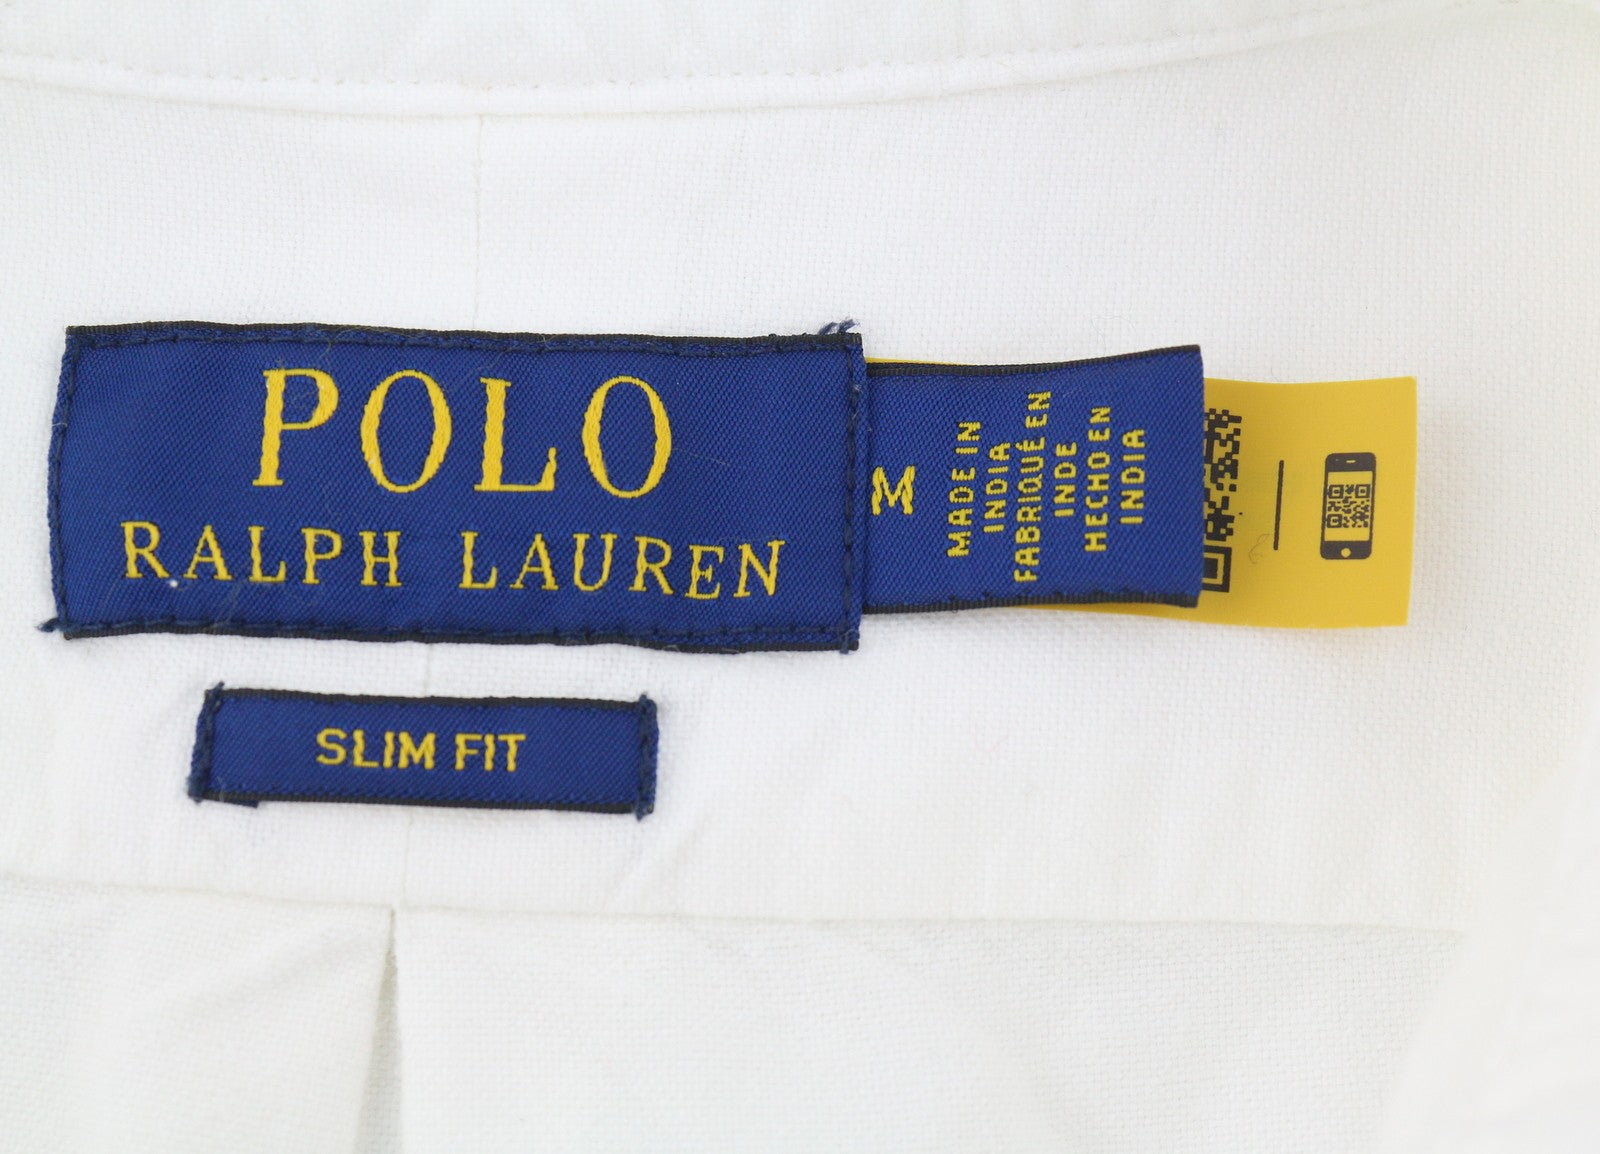 POLO
RALPH LAUREN
M
MADE IN
INDIA
FABRIQUÉ EN
INDE
HECHO EN
INDIA
SLIM FIT